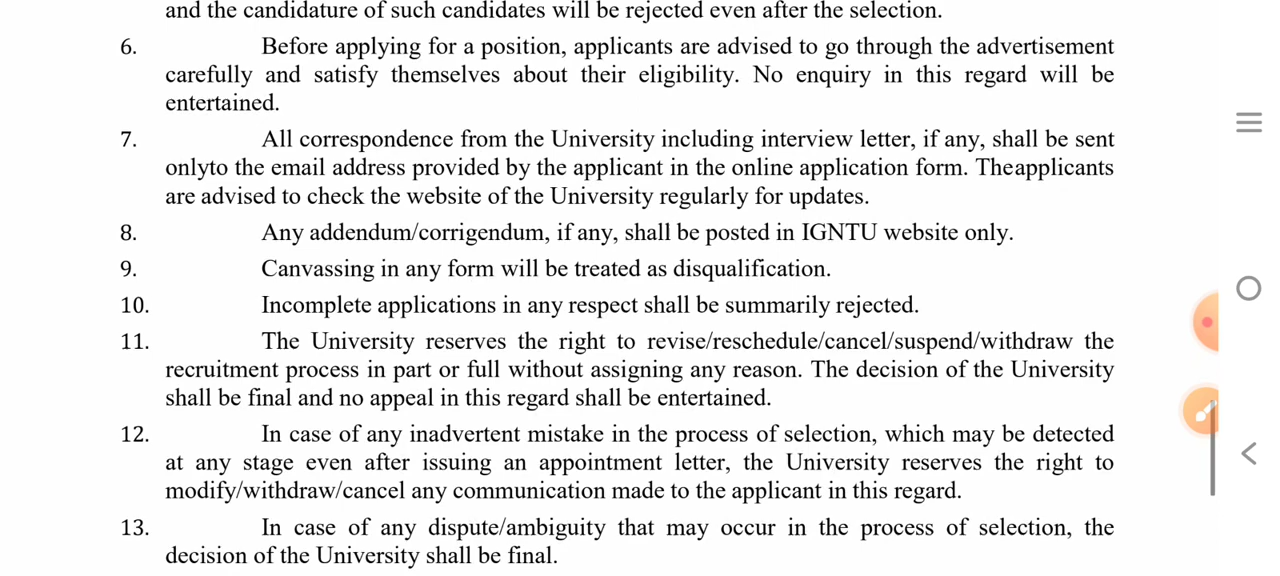 and the candidature of such candidates will be rejected even after the selection.
6. Before applying for a position, applicants are advised to go through the advertisement
carefully and satisfy themselves about their eligibility. No enquiry in this regard will be
entertained.
7. All correspondence from the University including interview letter, if any, shall be sent
onlyto the email address provided by the applicant in the online application form. Theapplicants
are advised to check the website of the University regularly for updates.
8. Any addendum/corrigendum, if any, shall be posted in IGNTU website only.
9. Canvassing in any form will be treated as disqualification.
10. Incomplete applications in any respect shall be summarily rejected.
11. The University reserves the right to revise/reschedule/cancel/suspend/withdraw the
recruitment process in part or full without assigning any reason. The decision of the University
shall be final and no appeal in this regard shall be entertained.
12. In case of any inadvertent mistake in the process of selection, which may be detected
at any stage even after issuing an appointment letter, the University reserves the right to
modify/withdraw/cancel any communication made to the applicant in this regard.
13. In case of any dispute/ambiguity that may occur in the process of selection, the
decision of the University shall be final.